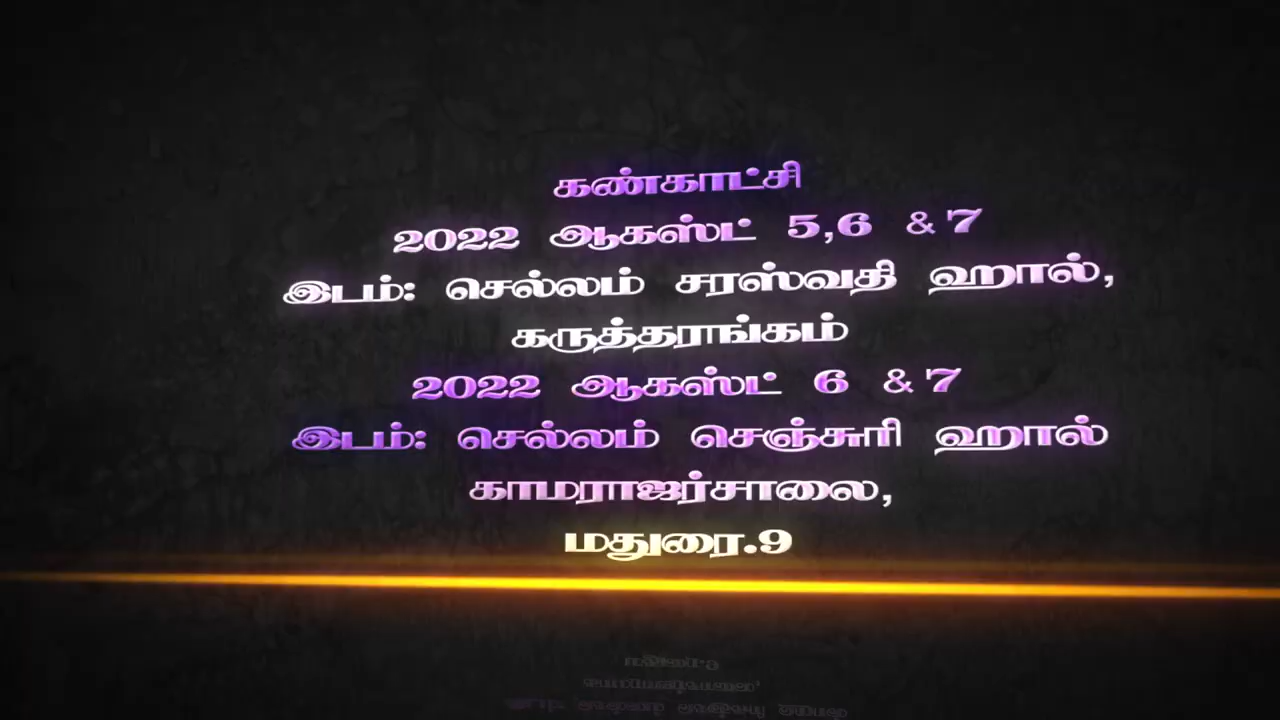 கண்காட்சி
2022 ஆகஸ்ட் 5,6 & 7
இடம்: செல்லம் சரஸ்வதி ஹால்,
கருத்தரங்கம்
2022 ஆகஸ்ட் 6 & 7
இடம்: செல்லம் செஞ்சுரி ஹால்
காமராஜர்சாலை,
மதுரை.9